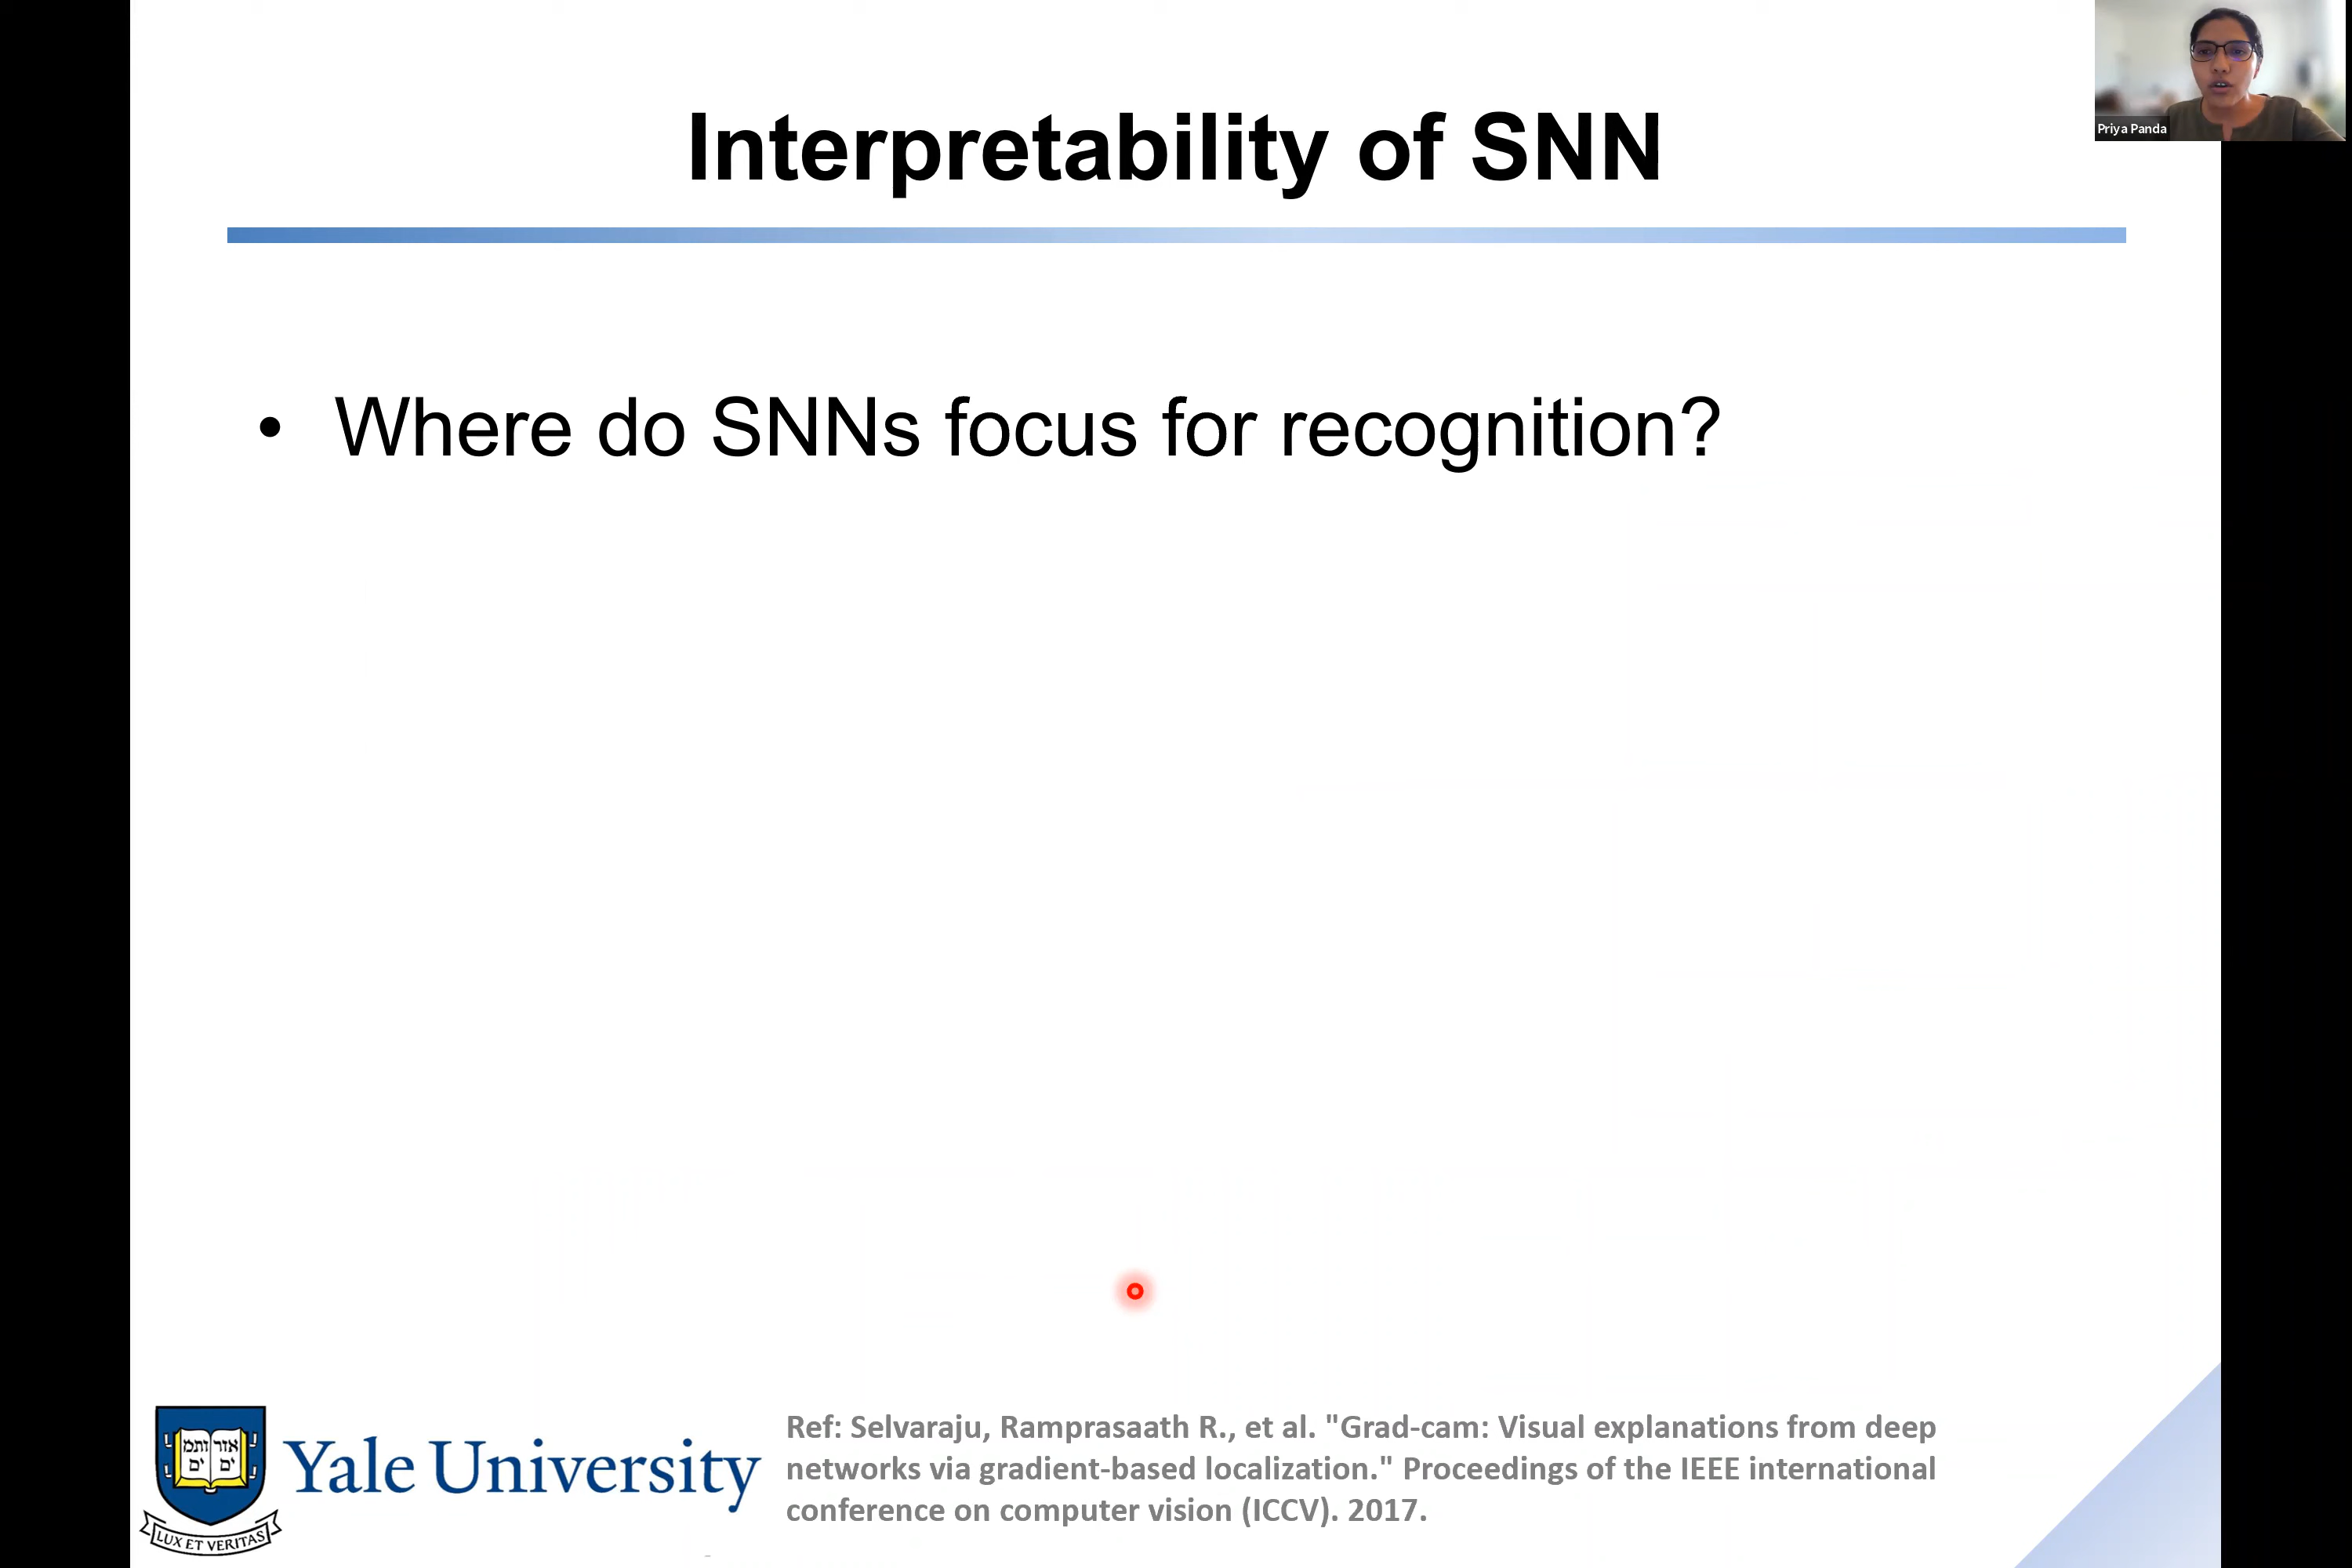 Interpretability of SNN
Priya Panda
• Where do SNNs focus for recognition?
אורים
ותמים
LUX ET VERITAS
Yale University
Ref: Selvaraju, Ramprasaath R., et al. "Grad-cam: Visual explanations from deep
networks via gradient-based localization." Proceedings of the IEEE international
conference on computer vision (ICCV). 2017.